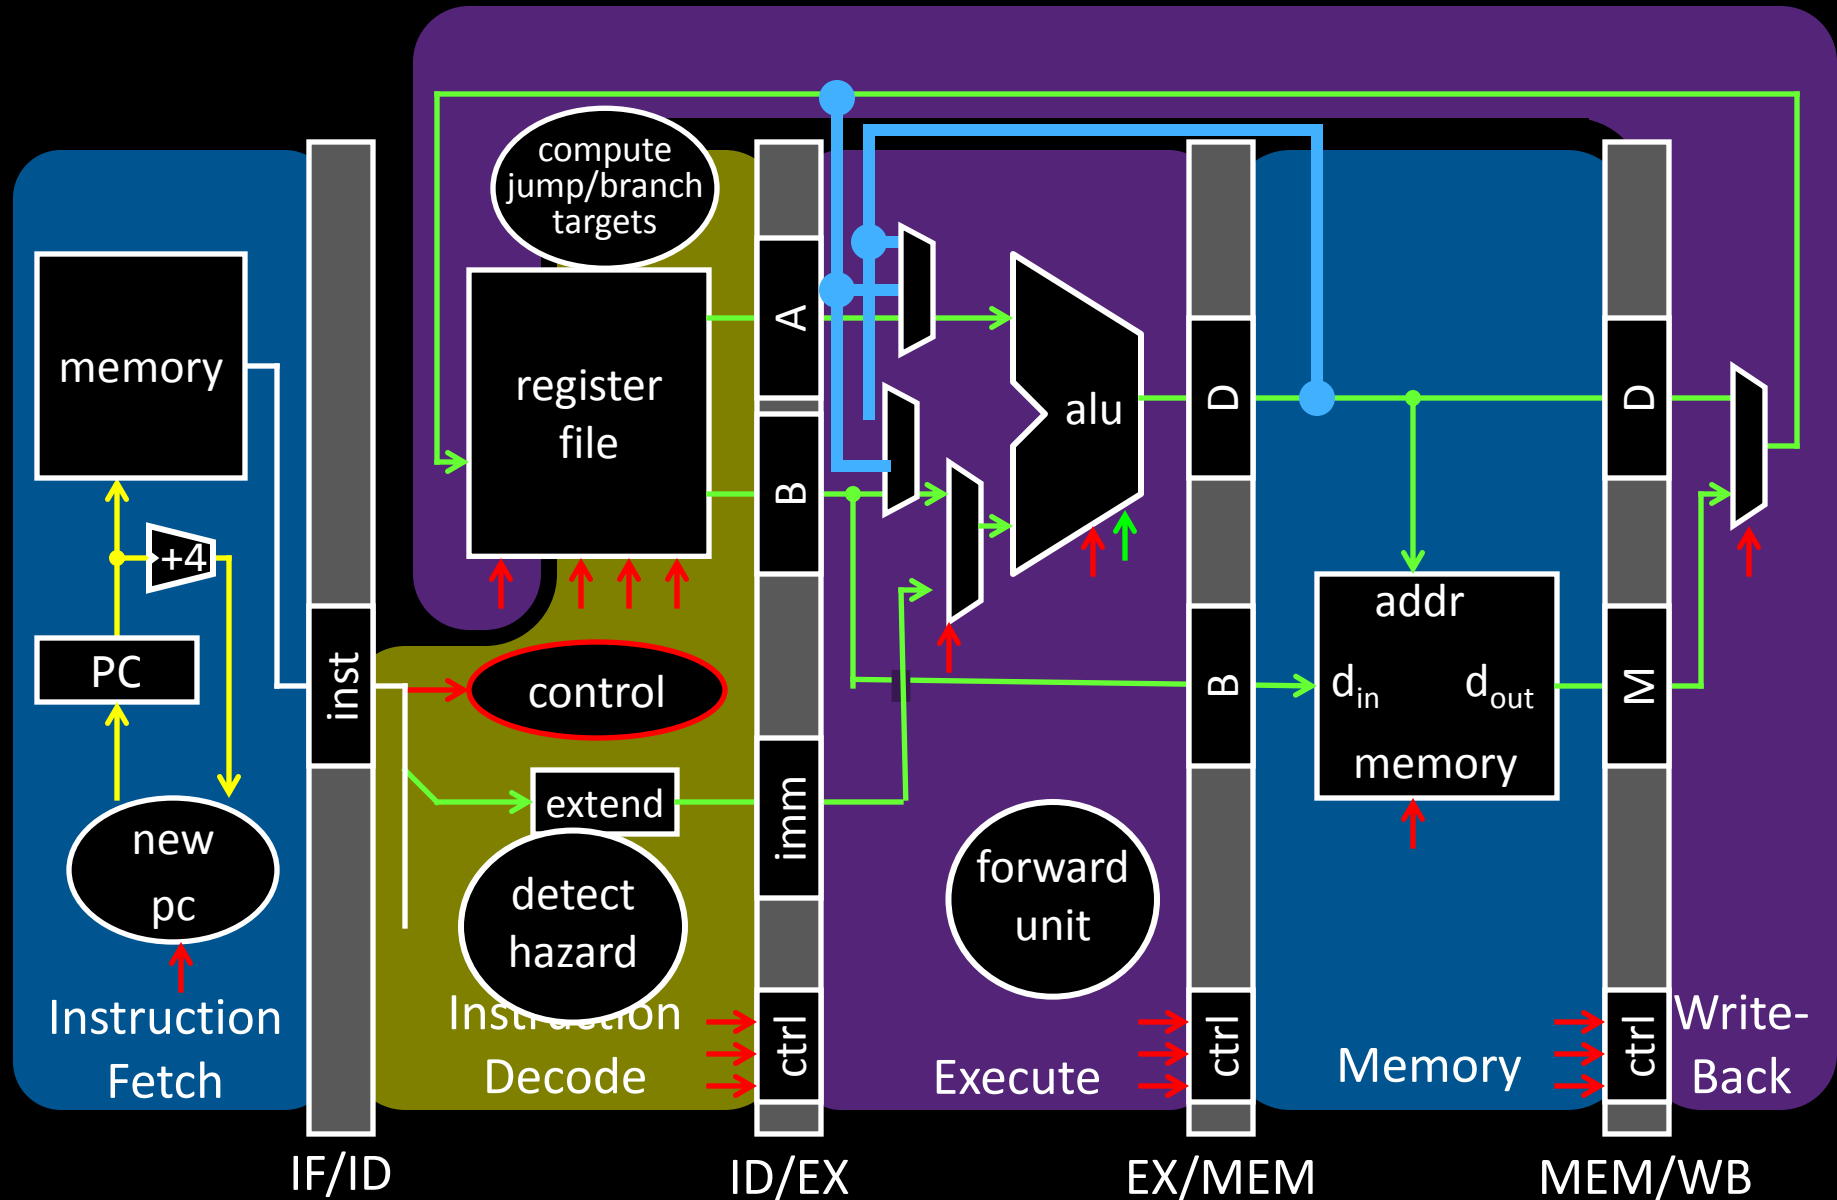 compute
jump/branch
targets
memory
register
file
A
B
alu
D
D
+4
addr
PC
inst
control
B
d_in
d_out
M
memory
extend
imm
new
pc
detect
hazard
forward
unit
Instruction
Fetch
Instruction
Decode
ctrl
Execute
ctrl
Memory
ctrl
Write-
Back
IF/ID
ID/EX
EX/MEM
MEM/WB